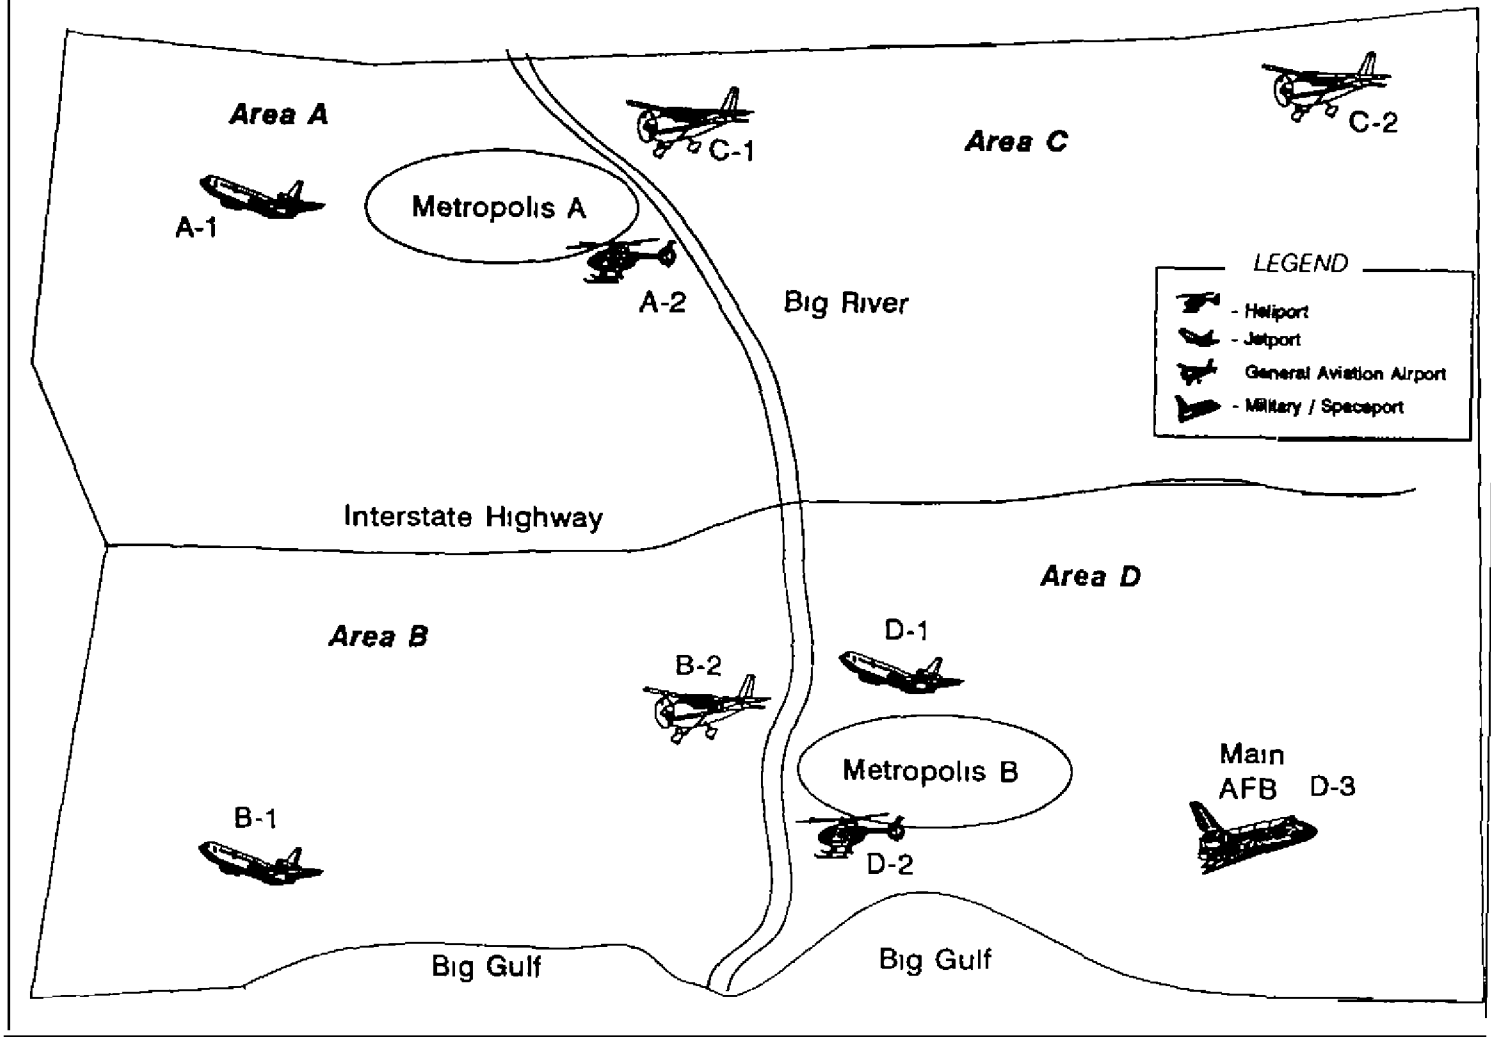 Area A
C-1
Area C
C-2
Metropolis A
A-1
A-2
Big River
LEGEND
- Heliport
- Jetport
General Aviation Airport
- Military / Spaceport
Interstate Highway
Area D
Area B
D-1
B-2
Metropolis B
Main
AFB D-3
B-1
D-2
Big Gulf
Big Gulf